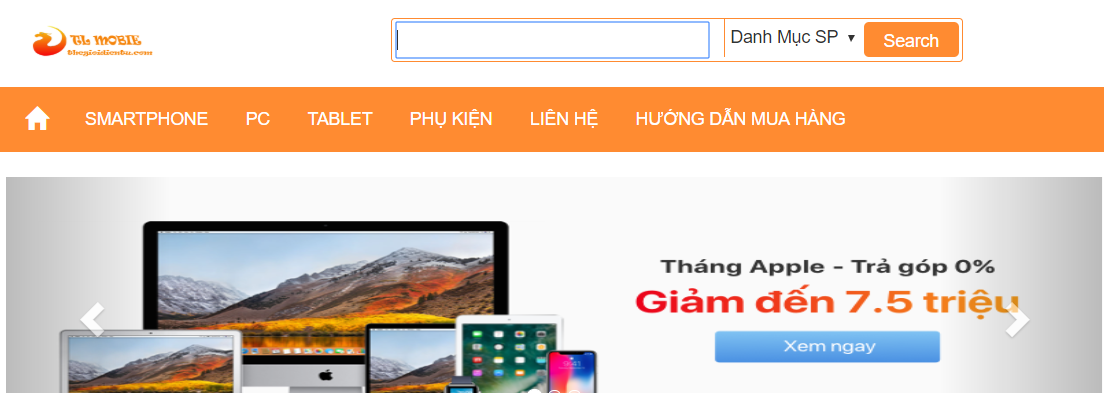 TL MOBIE
thegioidientu.com
Danh Mục SP
Search
SMARTPHONE
PC
TABLET
PHỤ KIỆN
LIÊN HỆ
HƯỚNG DẪN MUA HÀNG
Tháng Apple - Trả góp 0%
Giảm đến 7.5 triệu
Xem ngay